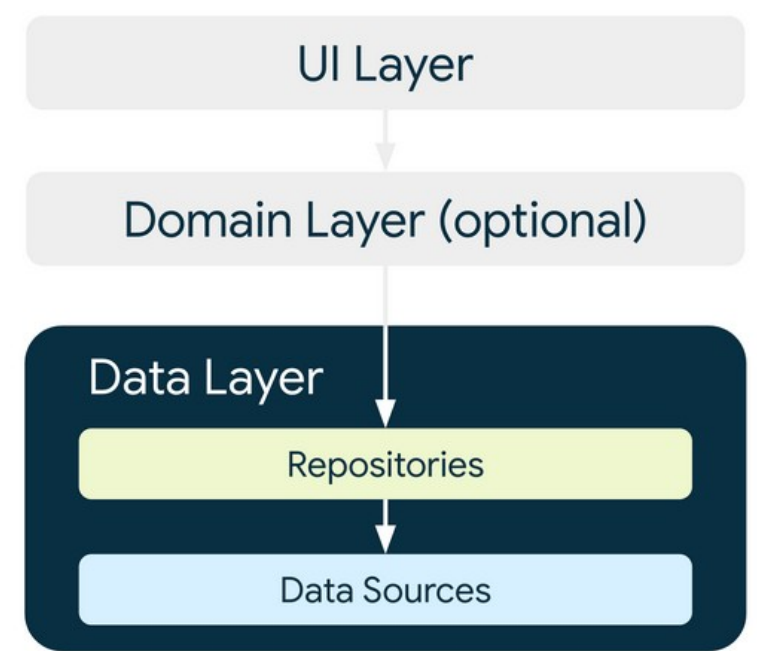 UI Layer
Domain Layer (optional)
Data Layer
Repositories
Data Sources